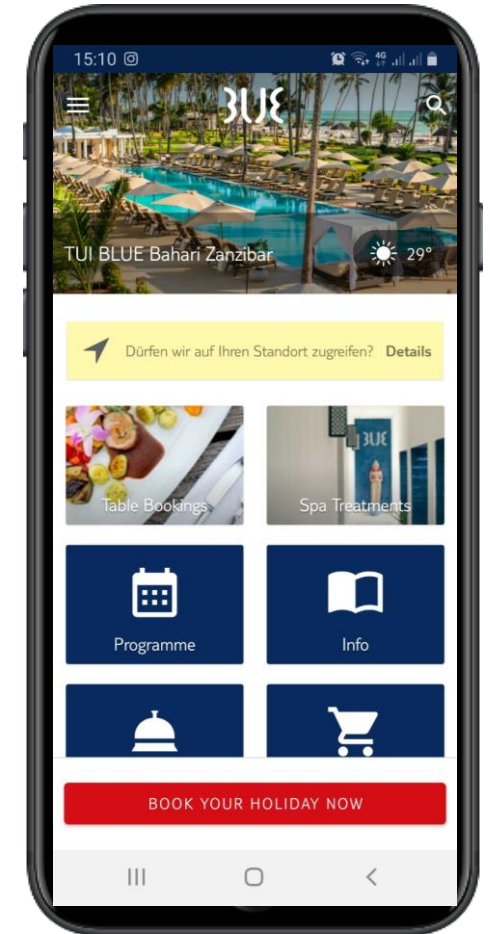 15:10
4G
BLUE
TUI BLUE Bahari Zanzibar
29°
Dürfen wir auf Ihren Standort zugreifen? Details
Table Bookings
BLUE
Spa Treatments
Programme
Info
BOOK YOUR HOLIDAY NOW